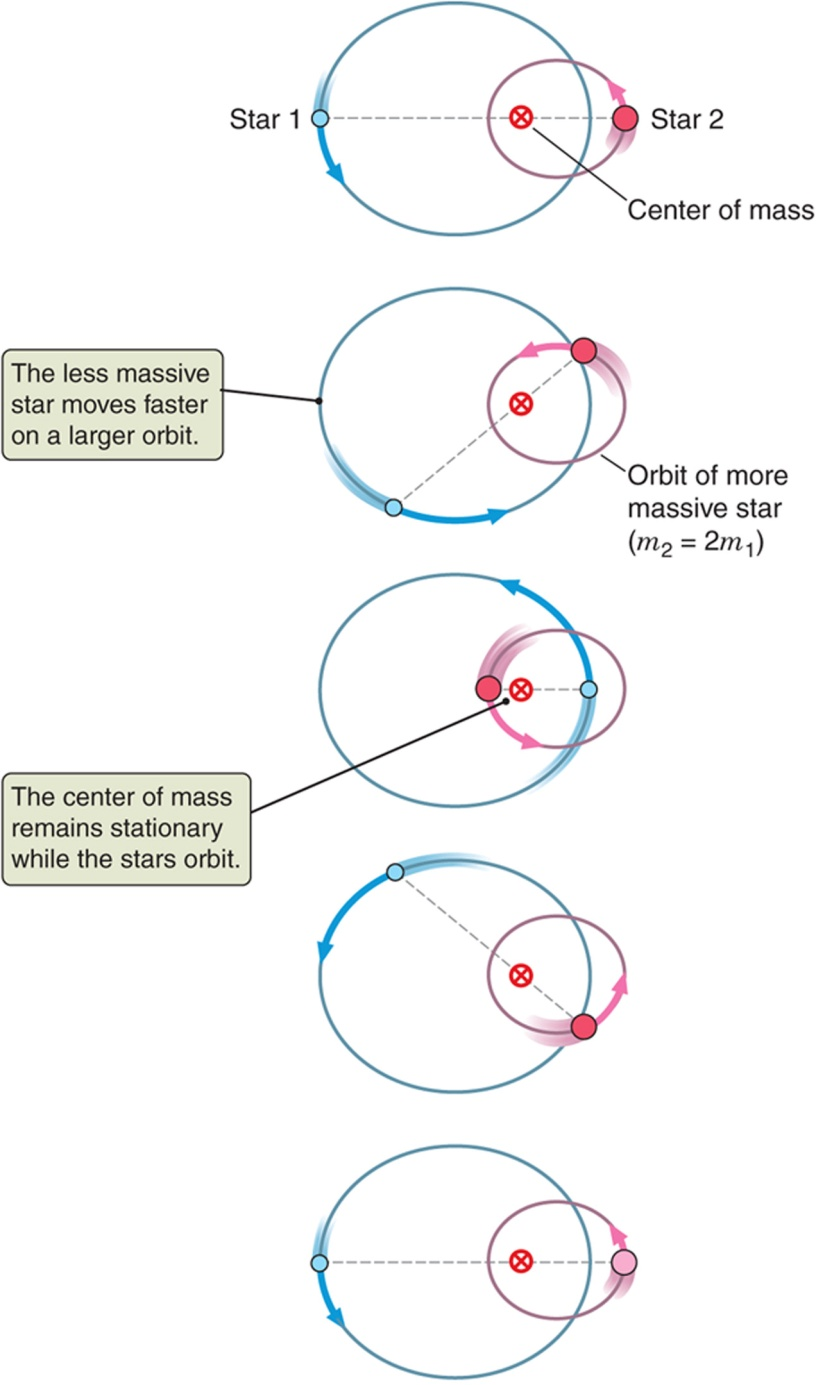 Star 1
Star 2
Center of mass
The less massive
star moves faster
on a larger orbit.
Orbit of more
massive star
(m₂ = 2m₁)
The center of mass
remains stationary
while the stars orbit.